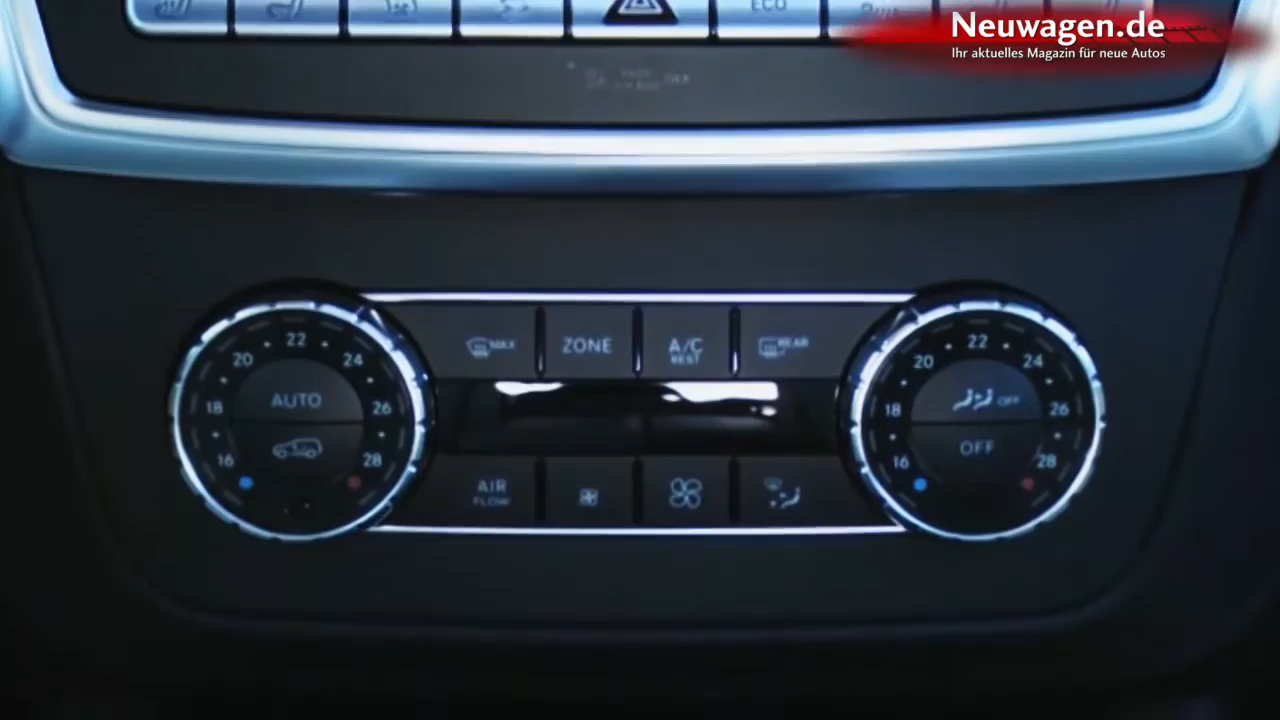 ECO
Neuwagen.de
Ihr aktuelles Magazin für neue Autos
OFF
22
20
24
AUTO
18
26
16
28
MAX
ZONE
A/C
REST
REAR
AIR
FLOW
22
20
24
OFF
18
26
OFF
16
28